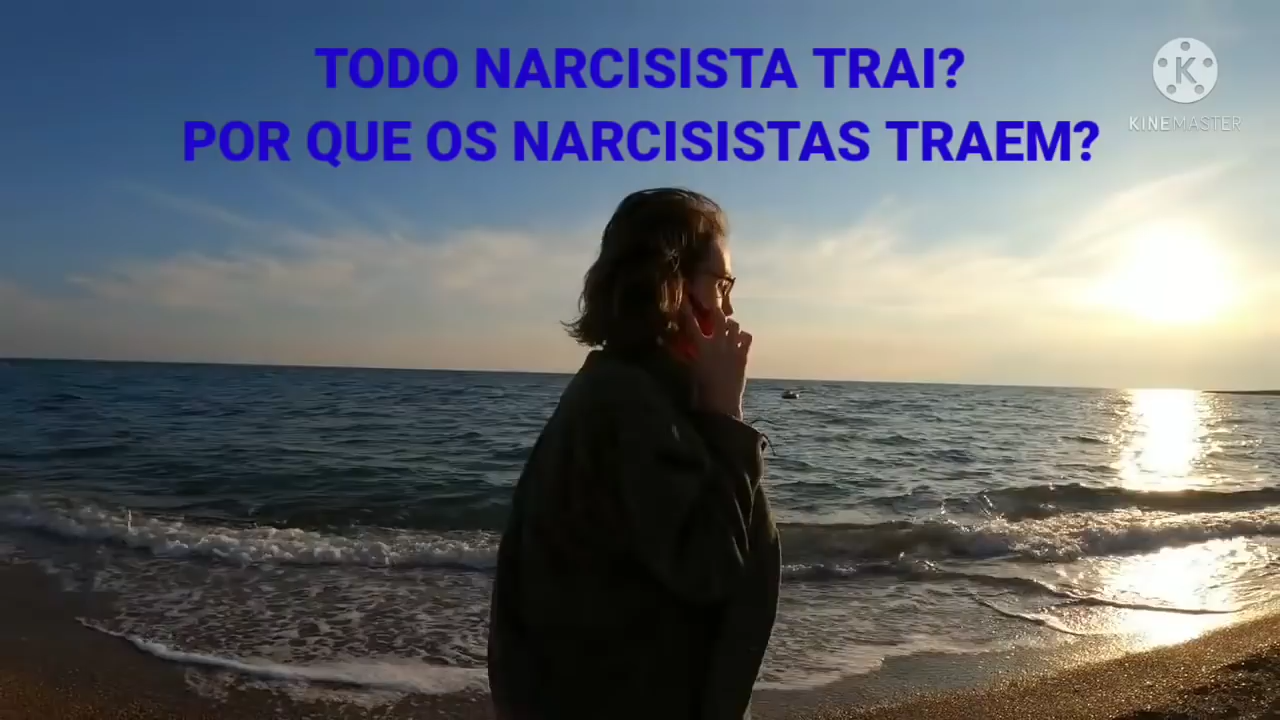 TODO NARCISISTA TRAI?
POR QUE OS NARCISISTAS TRAEM?
K
KINEMASTER